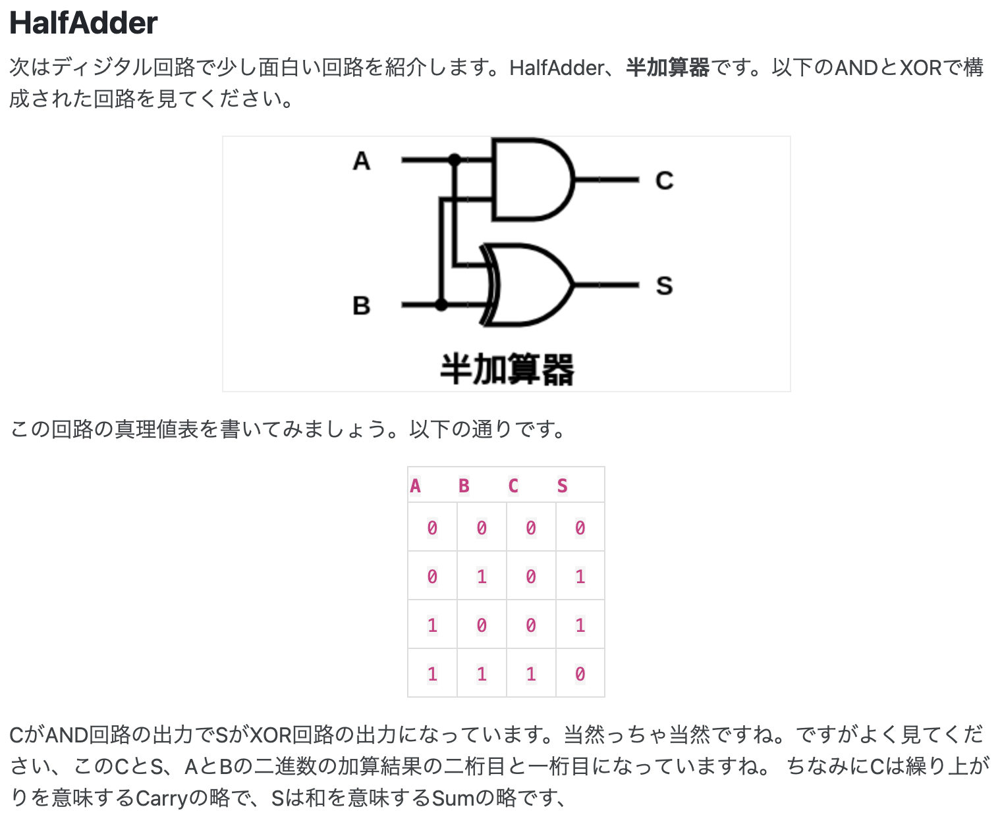 HalfAdder
次はディジタル回路で少し面白い回路を紹介します。HalfAdder、半加算器です。以下のANDとXORで構
成された回路を見てください。
A
C
S
B
半加算器
この回路の真理値表を書いてみましょう。以下の通りです。
A B C S
0 0 0 0
0 1 0 1
1 0 0 1
1 1 1 0
CがAND回路の出力でSがXOR回路の出力になっています。当然っちゃ当然ですね。ですがよく見てくだ
さい、このCとS、AとBの二進数の加算結果の二桁目と一桁目になっていますね。 ちなみにCは繰り上が
りを意味するCarryの略で、Sは和を意味するSumの略です、